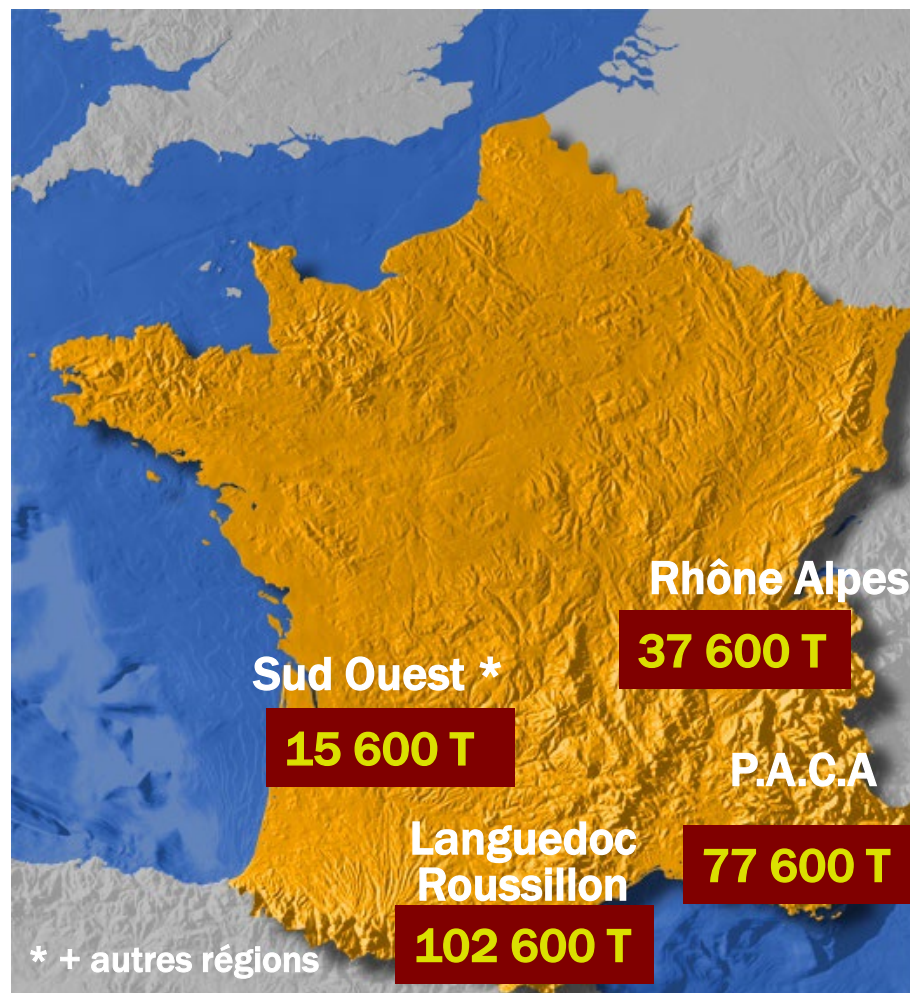 Rhône Alpes
37 600 T
Sud Ouest *
15 600 T
P.A.C.A
77 600 T
Languedoc
Roussillon
102 600 T
* + autres régions